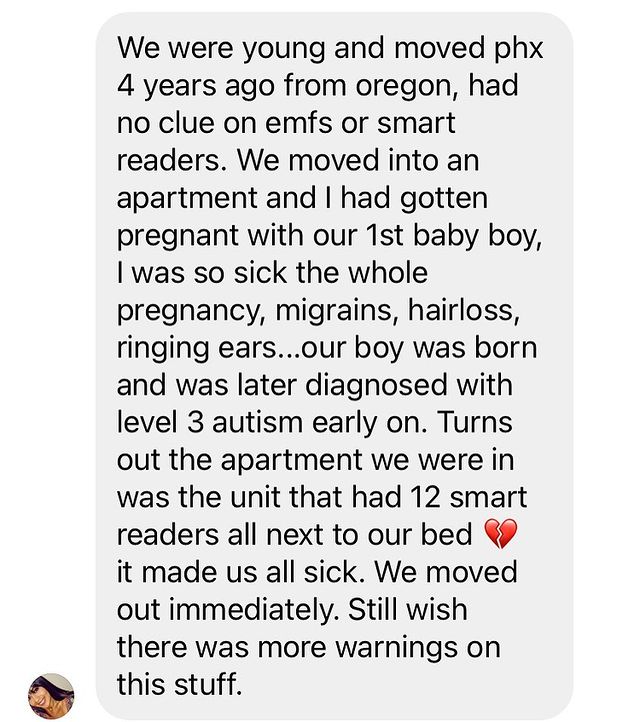 We were young and moved phx
4 years ago from oregon, had
no clue on emfs or smart
readers. We moved into an
apartment and I had gotten
pregnant with our 1st baby boy,
I was so sick the whole
pregnancy, migrains, hairloss,
ringing ears...our boy was born
and was later diagnosed with
level 3 autism early on. Turns
out the apartment we were in
was the unit that had 12 smart
readers all next to our bed 💔
it made us all sick. We moved
out immediately. Still wish
there was more warnings on
this stuff.